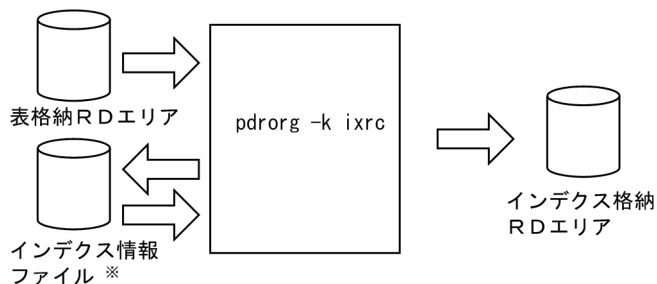 表格納ＲＤエリア
pdrorg -k ixrc
インデクス情報
ファイル ※
インデクス格納
ＲＤエリア